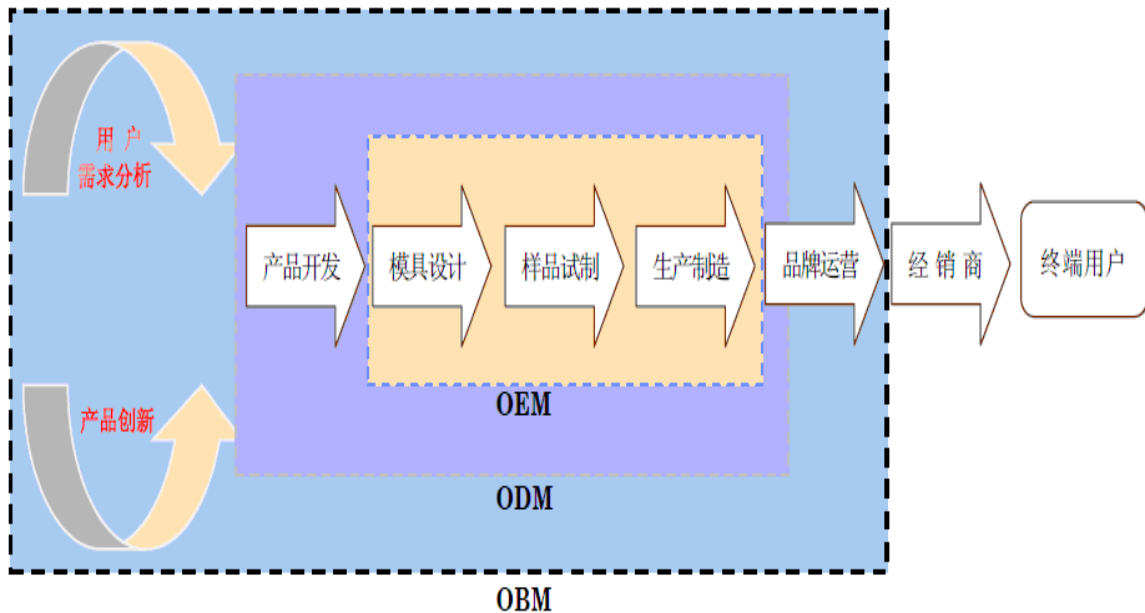 用 户
需求分析
产品开发
模具设计
样品试制
生产制造
品牌运营
经 销 商
终端用户
产品创新
OEM
ODM
OBM